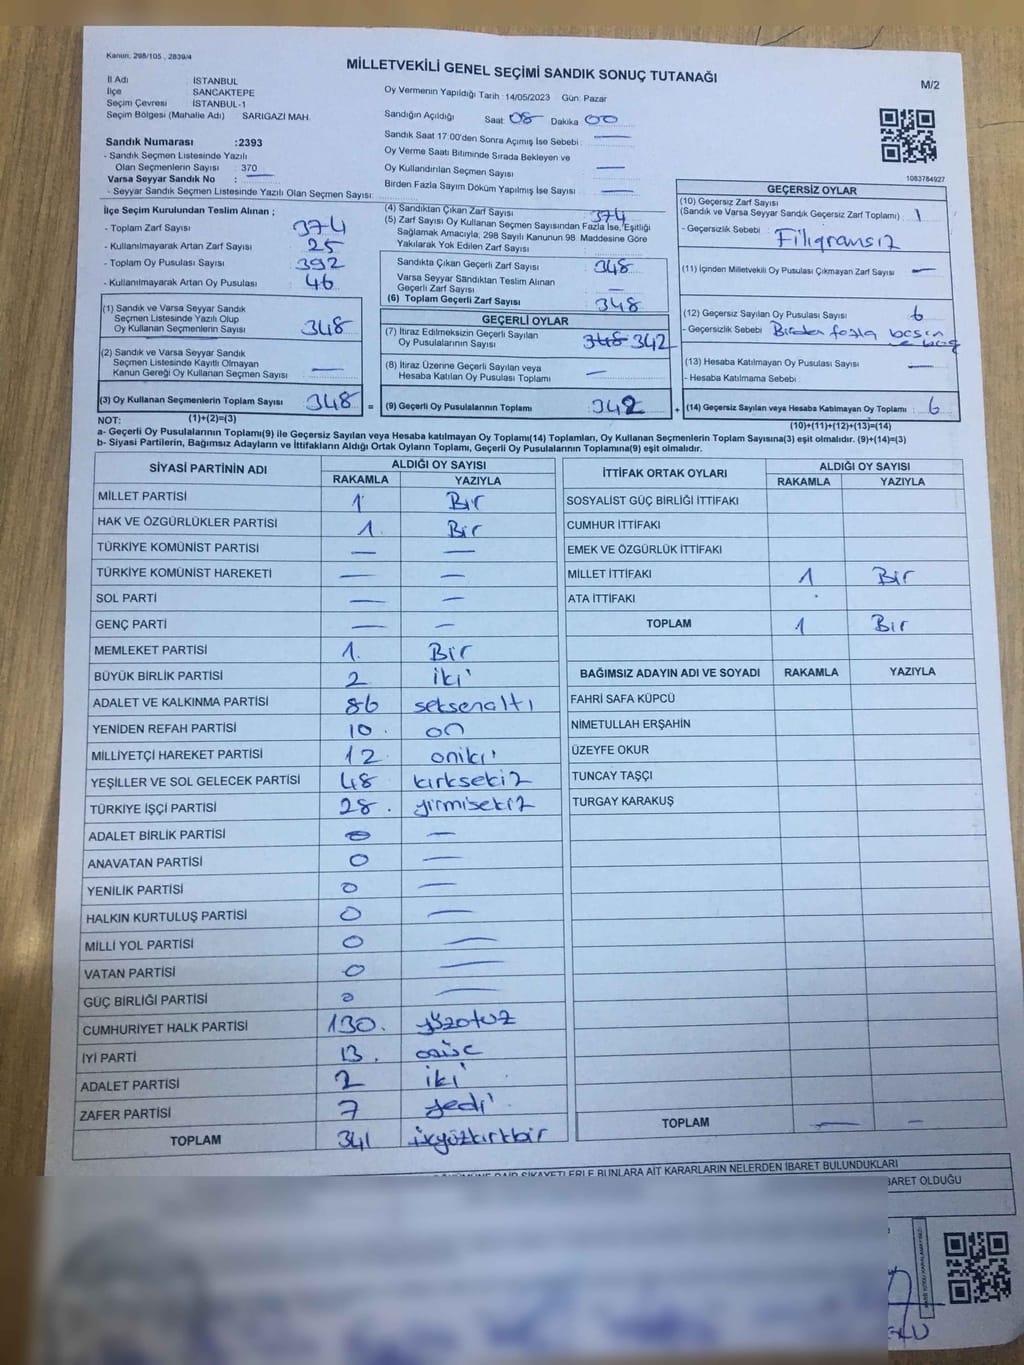 Kanun: 298/105 , 2839/4
MİLLETVEKİLİ GENEL SEÇİMİ SANDIK SONUÇ TUTANAĞI
M/2
İl Adı İSTANBUL
İlçe SANCAKTEPE
Seçim Çevresi İSTANBUL-1
Seçim Bölgesi (Mahalle Adı) SARIGAZİ MAH.
Sandık Numarası :2393
- Sandık Seçmen Listesinde Yazılı
Olan Seçmenlerin Sayısı : 370
Varsa Seyyar Sandık No : —
- Seyyar Sandık Seçmen Listesinde Yazılı Olan Seçmen Sayısı:
Oy Vermenin Yapıldığı Tarih :14/05/2023 Gün: Pazar
Sandığın Açıldığı Saat 08 Dakika 00
Sandık Saat 17:00'den Sonra Açımış İse Sebebi : —
Oy Verme Saati Bitiminde Sırada Bekleyen ve
Oy Kullandırılan Seçmen Sayısı —
Birden Fazla Sayım Döküm Yapılmış İse Sayısı —
1083784927
İlçe Seçim Kurulundan Teslim Alınan ;
- Toplam Zarf Sayısı 374
- Kullanılmayarak Artan Zarf Sayısı 25
- Toplam Oy Pusulası Sayısı 392
- Kullanılmayarak Artan Oy Pusulası 46
(1) Sandık ve Varsa Seyyar Sandık
Seçmen Listesinde Yazılı Olup
Oy Kullanan Seçmenlerin Sayısı 348
(2) Sandık ve Varsa Seyyar Sandık
Seçmen Listesinde Kayıtlı Olmayan
Kanun Gereği Oy Kullanan Seçmen Sayısı —
(3) Oy Kullanan Seçmenlerin Toplam Sayısı 348 =
(4) Sandıktan Çıkan Zarf Sayısı 374
(5) Zarf Sayısı Oy Kullanan Seçmen Sayısından Fazla İse, Eşitliği
Sağlamak Amacıyla, 298 Sayılı Kanunun 98. Maddesine Göre
Yakılarak Yok Edilen Zarf Sayısı
Sandıkta Çıkan Geçerli Zarf Sayısı 348
Varsa Seyyar Sandıktan Teslim Alınan
Geçerli Zarf Sayısı —
(6) Toplam Geçerli Zarf Sayısı 348
GEÇERLİ OYLAR
(7) İtiraz Edilmeksizin Geçerli Sayılan
Oy Pusulalarının Sayısı 348 342
(8) İtiraz Üzerine Geçerli Sayılan veya
Hesaba Katılan Oy Pusulası Toplamı —
(9) Geçerli Oy Pusulalarının Toplamı 342 +
GEÇERSİZ OYLAR
(10) Geçersiz Zarf Sayısı
(Sandık ve Varsa Seyyar Sandık Geçersiz Zarf Toplamı) 1
- Geçersizlik Sebebi : Filigransız
(11) İçinden Milletvekili Oy Pusulası Çıkmayan Zarf Sayısı —
(12) Geçersiz Sayılan Oy Pusulası Sayısı 6
- Geçersizlik Sebebi Birden fazla basım
(13) Hesaba Katılmayan Oy Pusulası Sayısı —
- Hesaba Katılmama Sebebi
(14) Geçersiz Sayılan veya Hesaba Katılmayan Oy Toplamı : 6
NOT: (1)+(2)=(3) (10)+(11)+(12)+(13)=(14)
a- Geçerli Oy Pusulalarının Toplamı(9) ile Geçersiz Sayılan veya Hesaba katılmayan Oy Toplamı(14) Toplamları, Oy Kullanan Seçmenlerin Toplam Sayısına(3) eşit olmalıdır. (9)+(14)=(3)
b- Siyasi Partilerin, Bağımsız Adayların ve İttifakların Aldığı Ortak Oyların Toplamı, Geçerli Oy Pusulalarının Toplamına(9) eşit olmalıdır.
SİYASİ PARTİNİN ADI ALDIĞI OY SAYISI
RAKAMLA YAZIYLA
MİLLET PARTİSİ 1 Bir
HAK VE ÖZGÜRLÜKLER PARTİSİ 1. Bir
TÜRKİYE KOMÜNİST PARTİSİ — —
TÜRKİYE KOMÜNİST HAREKETİ — —
SOL PARTİ — —
GENÇ PARTİ — —
MEMLEKET PARTİSİ 1. Bir
BÜYÜK BİRLİK PARTİSİ 2 iki
ADALET VE KALKINMA PARTİSİ 86 seksenaltı
YENİDEN REFAH PARTİSİ 10. on
MİLLİYETÇİ HAREKET PARTİSİ 12 oniki
YEŞİLLER VE SOL GELECEK PARTİSİ 48 kırksekiz
TÜRKİYE İŞÇİ PARTİSİ 28. yirmisekiz
ADALET BİRLİK PARTİSİ 0 —
ANAVATAN PARTİSİ 0 —
YENİLİK PARTİSİ 0 —
HALKIN KURTULUŞ PARTİSİ 0 —
MİLLİ YOL PARTİSİ 0 —
VATAN PARTİSİ 0 —
GÜÇ BİRLİĞİ PARTİSİ 0 —
CUMHURİYET HALK PARTİSİ 130. yüzotuz
İYİ PARTİ 13. onüç
ADALET PARTİSİ 2 iki
ZAFER PARTİSİ 7 yedi
TOPLAM 341 üçyüzkırkbir
İTTİFAK ORTAK OYLARI ALDIĞI OY SAYISI
RAKAMLA YAZIYLA
SOSYALİST GÜÇ BİRLİĞİ İTTİFAKI
CUMHUR İTTİFAKI
EMEK VE ÖZGÜRLÜK İTTİFAKI
MİLLET İTTİFAKI 1 Bir
ATA İTTİFAKI
TOPLAM 1 Bir
BAĞIMSIZ ADAYIN ADI VE SOYADI RAKAMLA YAZIYLA
FAHRİ SAFA KÜPCÜ
NİMETULLAH ERŞAHİN
ÜZEYFE OKUR
TUNCAY TAŞÇI
TURGAY KARAKUŞ
TOPLAM — —
ŞİKAYETLERLE BUNLARA AİT KARARLARIN NELERDEN İBARET BULUNDUKLARI
BARET OLDUĞU